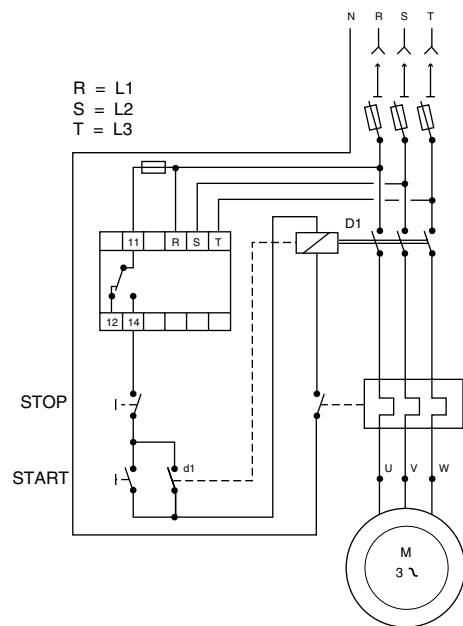 N R S T
R = L1
S = L2
T = L3
D1
11 R S T
12 14
STOP
START
d1
U V W
M
3 ~